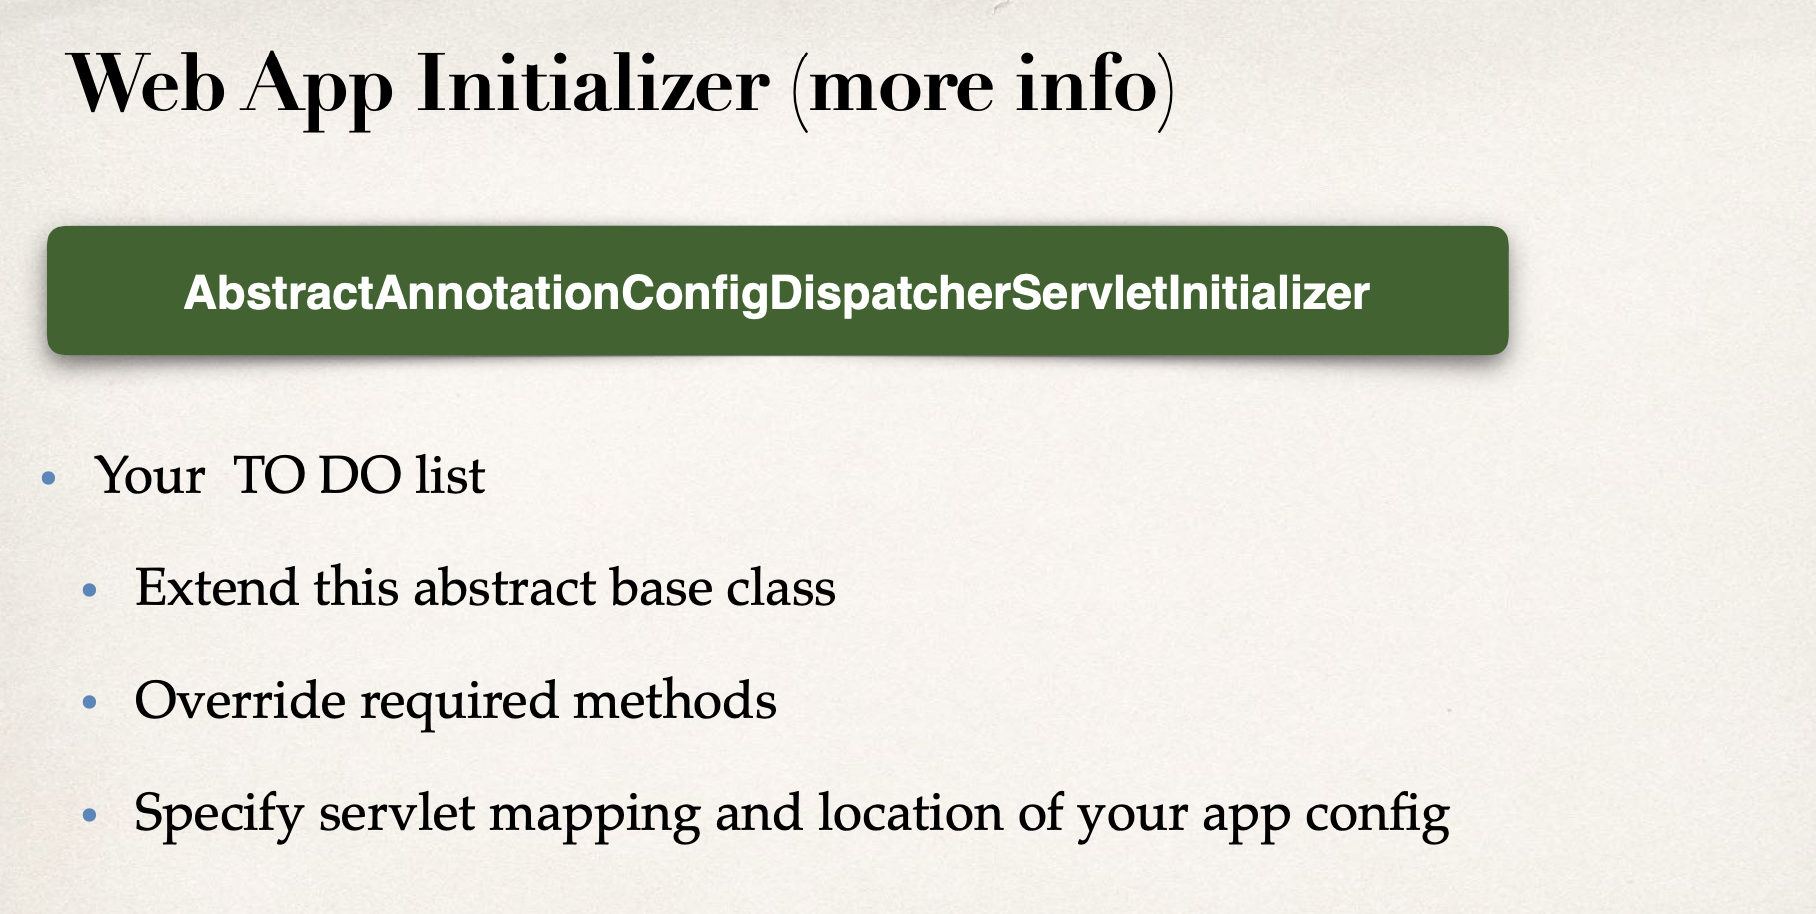 Web App Initializer (more info)
AbstractAnnotationConfigDispatcherServletInitializer
• Your TO DO list
• Extend this abstract base class
• Override required methods
• Specify servlet mapping and location of your app config